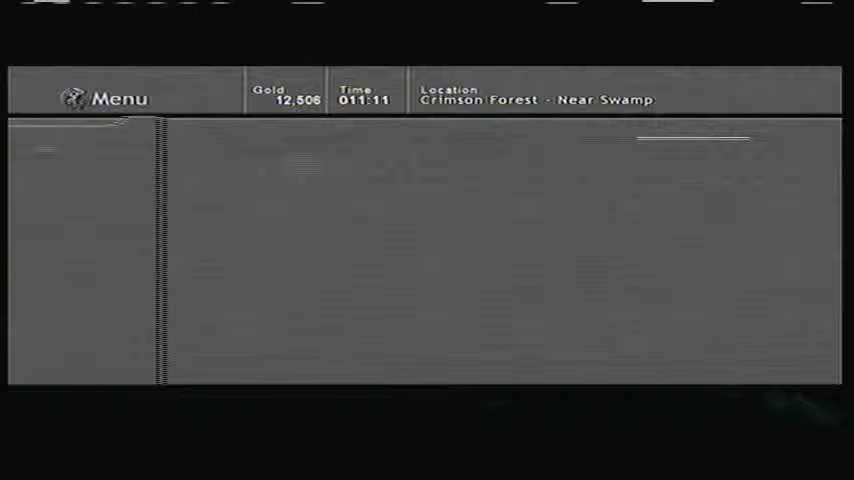 Menu
Gold
12,506
Time
011:11
Location
Crimson Forest - Near Swamp